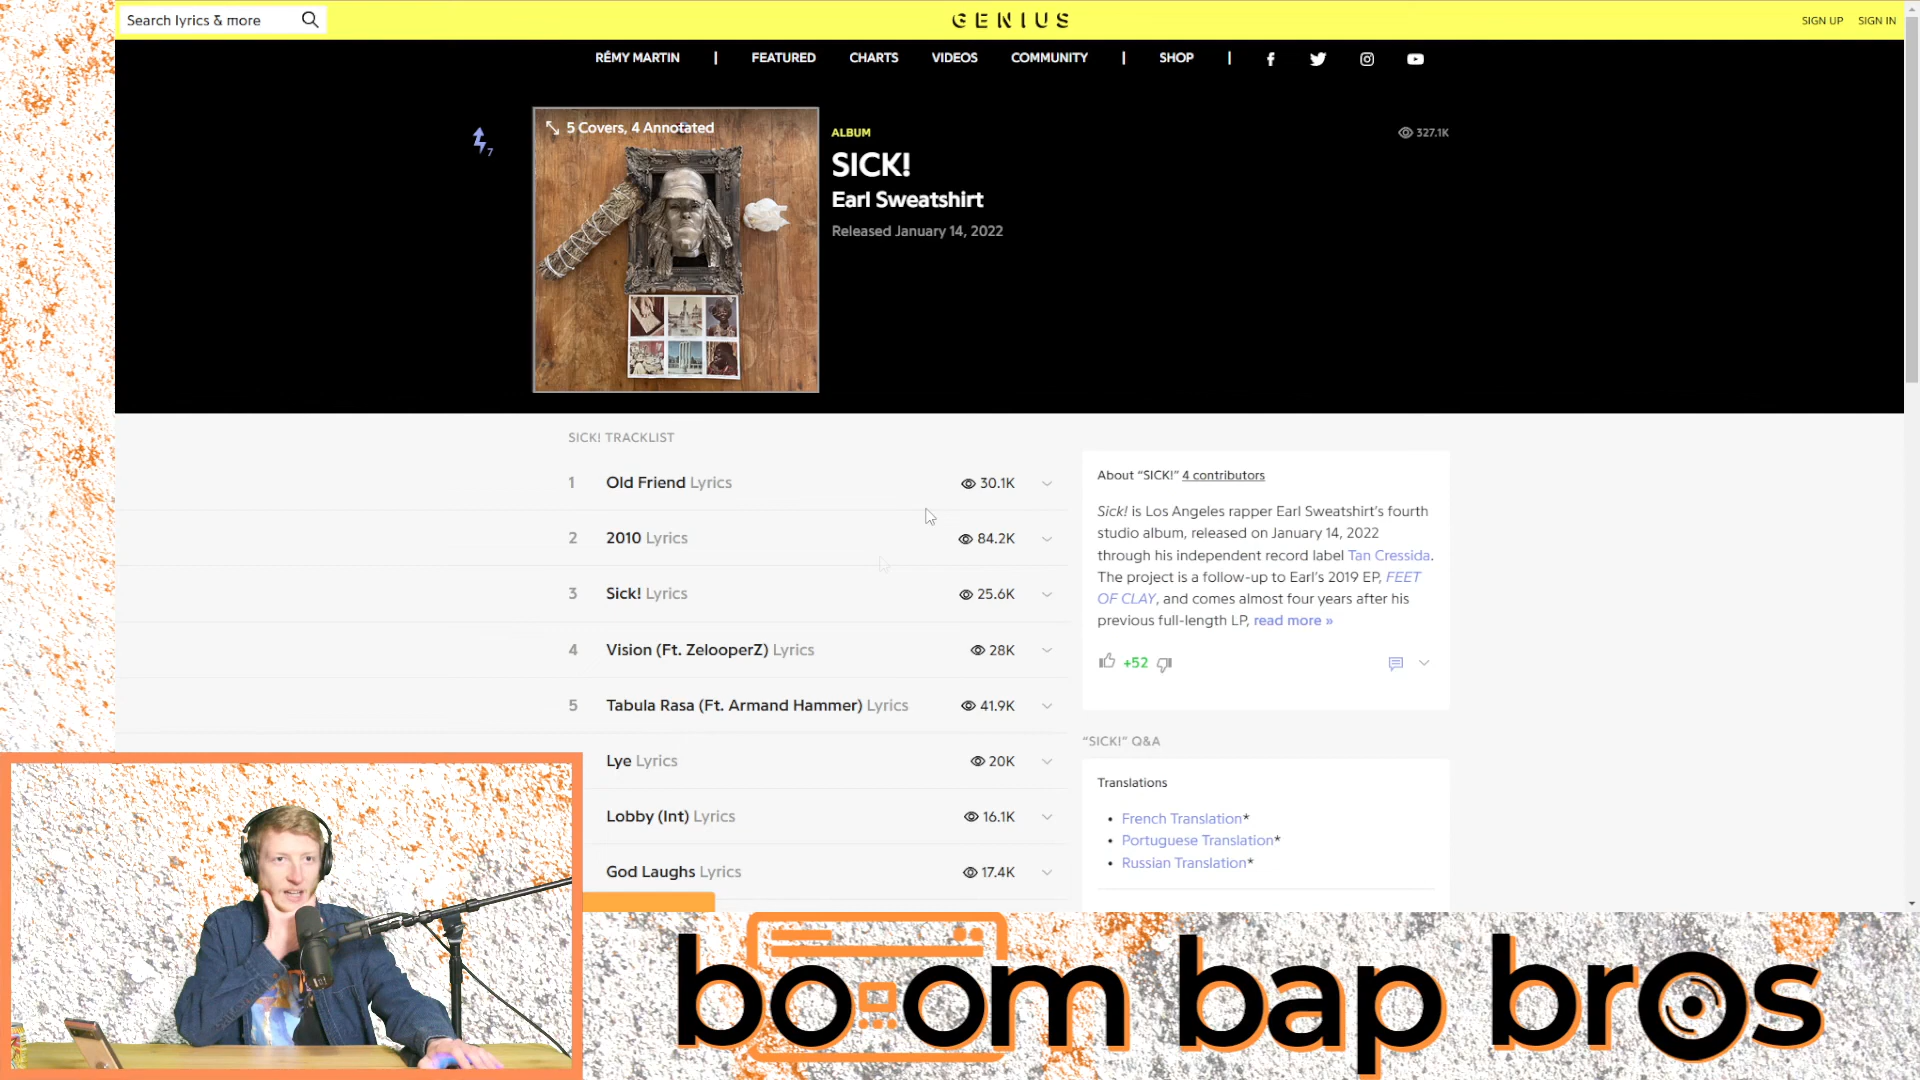 Search lyrics & more
GENIUS
SIGN UP
SIGN IN
RÉMY MARTIN | FEATURED CHARTS VIDEOS COMMUNITY | SHOP |
7
5 Covers, 4 Annotated
ALBUM
327.1K
SICK!
Earl Sweatshirt
Released January 14, 2022
SICK! TRACKLIST
1 Old Friend Lyrics 30.1K
2 2010 Lyrics 84.2K
3 Sick! Lyrics 25.6K
4 Vision (Ft. ZelooperZ) Lyrics 28K
5 Tabula Rasa (Ft. Armand Hammer) Lyrics 41.9K
Lye Lyrics 20K
Lobby (Int) Lyrics 16.1K
God Laughs Lyrics 17.4K
About “SICK!” 4 contributors
Sick! is Los Angeles rapper Earl Sweatshirt’s fourth
studio album, released on January 14, 2022
through his independent record label Tan Cressida.
The project is a follow-up to Earl’s 2019 EP, FEET
OF CLAY, and comes almost four years after his
previous full-length LP, read more »
+52
“SICK!” Q&A
Translations
• French Translation*
• Portuguese Translation*
• Russian Translation*
boom bap bros